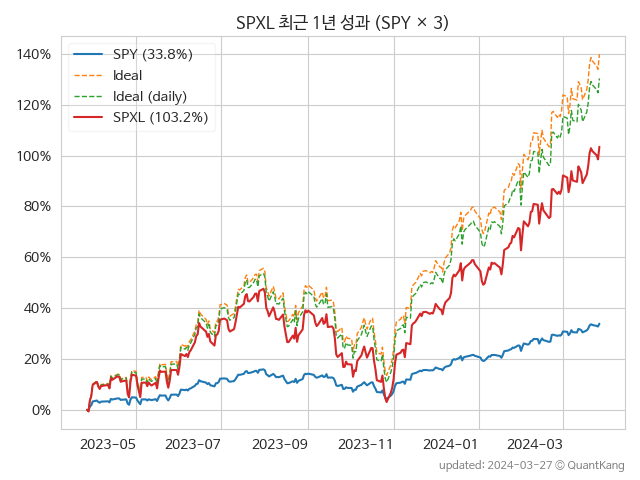 SPXL 최근 1년 성과 (SPY × 3)
140%
120%
100%
80%
60%
40%
20%
0%
SPY (33.8%)
Ideal
Ideal (daily)
SPXL (103.2%)
2023-05
2023-07
2023-09
2023-11
2024-01
2024-03
updated: 2024-03-27 © QuantKang